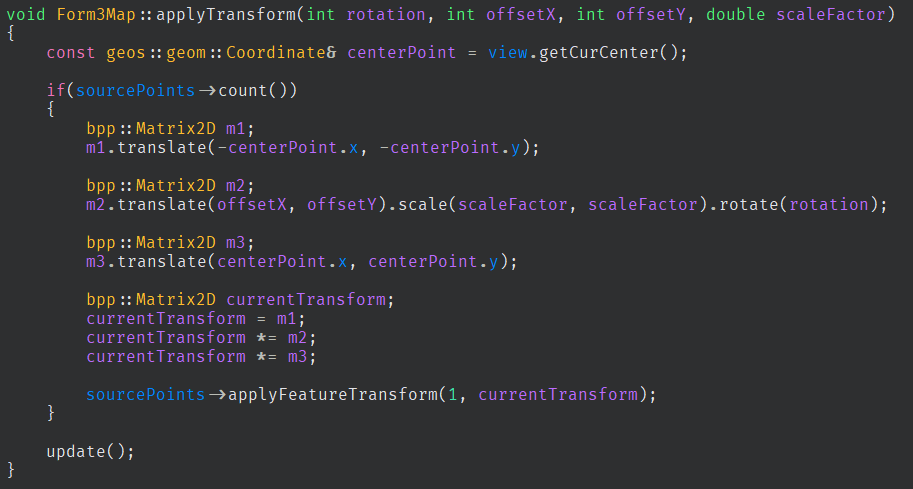 void Form3Map::applyTransform(int rotation, int offsetX, int offsetY, double scaleFactor)
{
    const geos::geom::Coordinate& centerPoint = view.getCurCenter();

    if(sourcePoints->count())
    {
        bpp::Matrix2D m1;
        m1.translate(-centerPoint.x, -centerPoint.y);

        bpp::Matrix2D m2;
        m2.translate(offsetX, offsetY).scale(scaleFactor, scaleFactor).rotate(rotation);

        bpp::Matrix2D m3;
        m3.translate(centerPoint.x, centerPoint.y);

        bpp::Matrix2D currentTransform;
        currentTransform = m1;
        currentTransform *= m2;
        currentTransform *= m3;

        sourcePoints->applyFeatureTransform(1, currentTransform);
    }

    update();
}